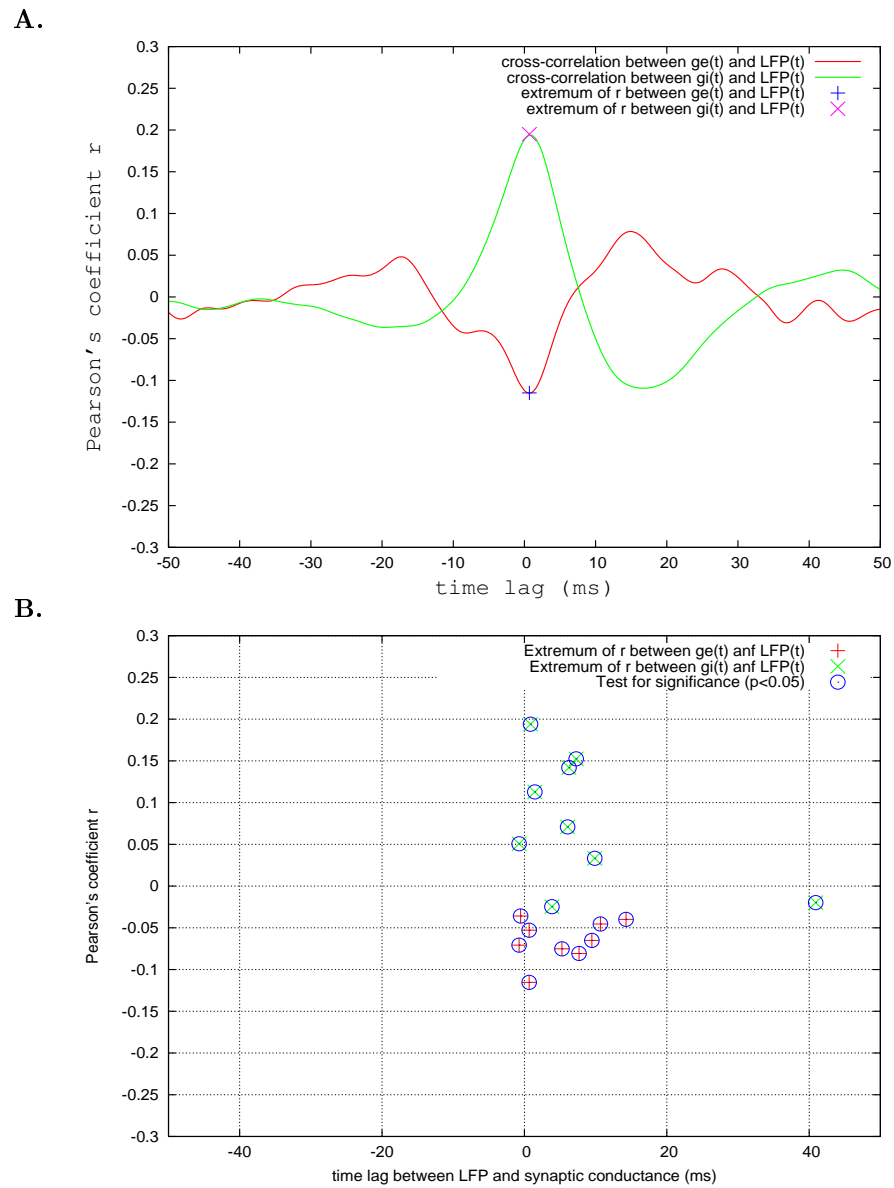 A.
0.3
0.25
0.2
0.15
0.1
0.05
0
-0.05
-0.1
-0.15
-0.2
-0.25
-0.3
Pearson's coefficient r
cross-correlation between ge(t) and LFP(t)
cross-correlation between gi(t) and LFP(t)
extremum of r between ge(t) and LFP(t)
extremum of r between gi(t) and LFP(t)
-50 -40 -30 -20 -10 0 10 20 30 40 50
time lag (ms)
B.
0.3
0.25
0.2
0.15
0.1
0.05
0
-0.05
-0.1
-0.15
-0.2
-0.25
-0.3
Pearson's coefficient r
Extremum of r between ge(t) anf LFP(t)
Extremum of r between gi(t) anf LFP(t)
Test for significance (p<0.05)
-40 -20 0 20 40
time lag between LFP and synaptic conductance (ms)